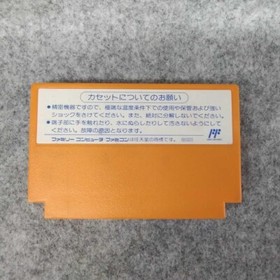 カセットについてのお願い
●精密機器ですので、極端な温度条件下での使用や保管および強い
ショックをさけてください。また、絶対に分解しないでください。
●端子部に手を触れたり、水にぬらしたりして汚さないようにして
ください。故障の原因となります。
ファミリーコンピュータ・ファミコンは任天堂の商標です。